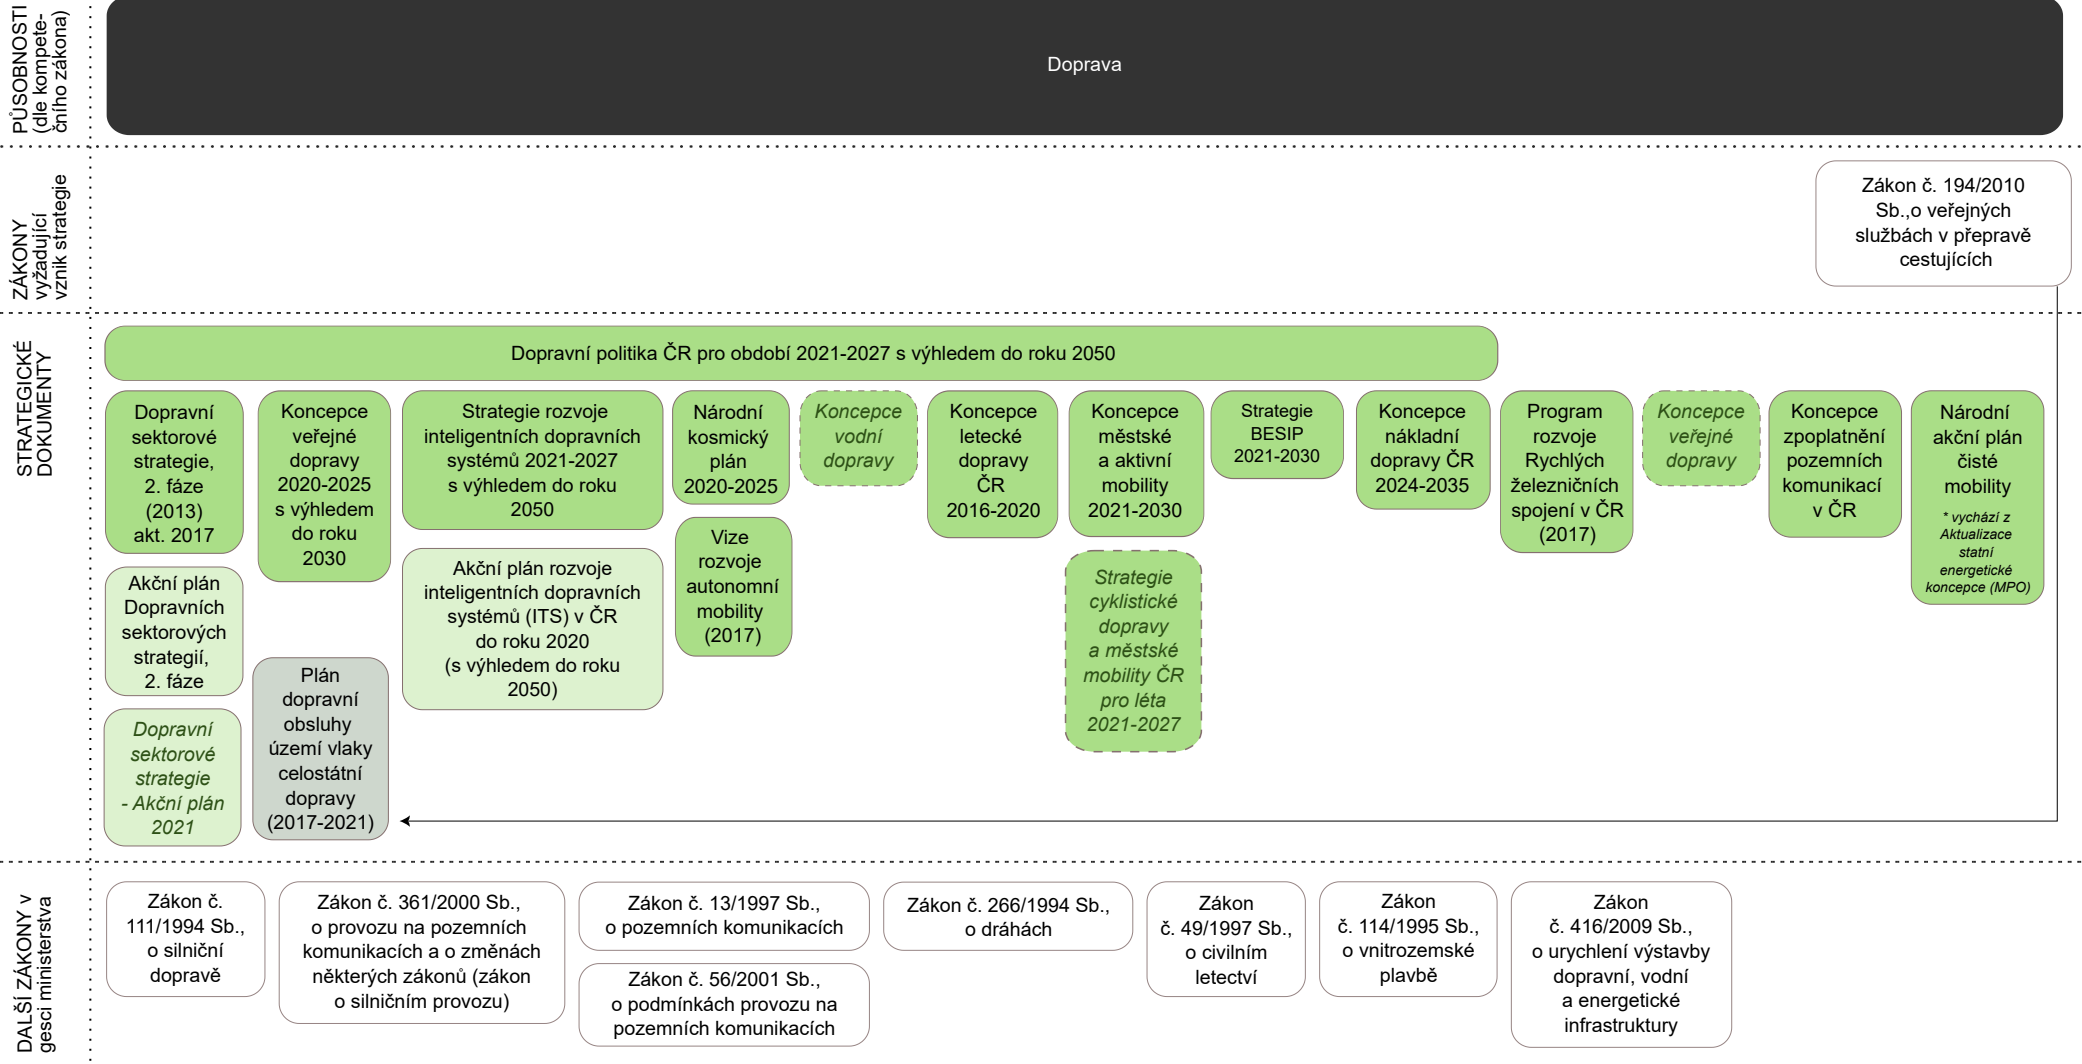 PŮSOBNOSTI
(dle kompete-
čního zákona)
Doprava
ZÁKONY
vyžadující
vznik strategie
Zákon č. 194/2010
Sb.,o veřejných
službách v přepravě
cestujících
STRATEGICKÉ
DOKUMENTY
Dopravní politika ČR pro období 2021-2027 s výhledem do roku 2050
Dopravní
sektorové
strategie,
2. fáze
(2013)
akt. 2017
Akční plán
Dopravních
sektorových
strategií,
2. fáze
Dopravní
sektorové
strategie
- Akční plán
2021
Koncepce
veřejné
dopravy
2020-2025
s výhledem
do roku
2030
Plán
dopravní
obsluhy
území vlaky
celostátní
dopravy
(2017-2021)
Strategie rozvoje
inteligentních dopravních
systémů 2021-2027
s výhledem do roku
2050
Akční plán rozvoje
inteligentních dopravních
systémů (ITS) v ČR
do roku 2020
(s výhledem do roku
2050)
Národní
kosmický
plán
2020-2025
Vize
rozvoje
autonomní
mobility
(2017)
Koncepce
vodní
dopravy
Koncepce
letecké
dopravy
ČR
2016-2020
Koncepce
městské
a aktivní
mobility
2021-2030
Strategie
cyklistické
dopravy
a městské
mobility ČR
pro léta
2021-2027
Strategie
BESIP
2021-2030
Koncepce
nákladní
dopravy ČR
2024-2035
Program
rozvoje
Rychlých
železničních
spojení v ČR
(2017)
Koncepce
veřejné
dopravy
Koncepce
zpoplatnění
pozemních
komunikací
v ČR
Národní
akční plán
čisté
mobility
* vychází z
Aktualizace
statní
energetické
koncepce (MPO)
DALŠÍ ZÁKONY v
gesci ministerstva
Zákon č.
111/1994 Sb.,
o silniční
dopravě
Zákon č. 361/2000 Sb.,
o provozu na pozemních
komunikacích a o změnách
některých zákonů (zákon
o silničním provozu)
Zákon č. 13/1997 Sb.,
o pozemních komunikacích
Zákon č. 56/2001 Sb.,
o podmínkách provozu na
pozemních komunikacích
Zákon č. 266/1994 Sb.,
o dráhách
Zákon
č. 49/1997 Sb.,
o civilním
letectví
Zákon
č. 114/1995 Sb.,
o vnitrozemské
plavbě
Zákon
č. 416/2009 Sb.,
o urychlení výstavby
dopravní, vodní
a energetické
infrastruktury